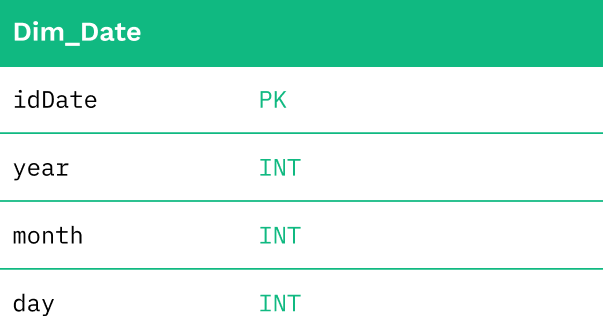 Dim_Date
idDate PK
year INT
month INT
day INT